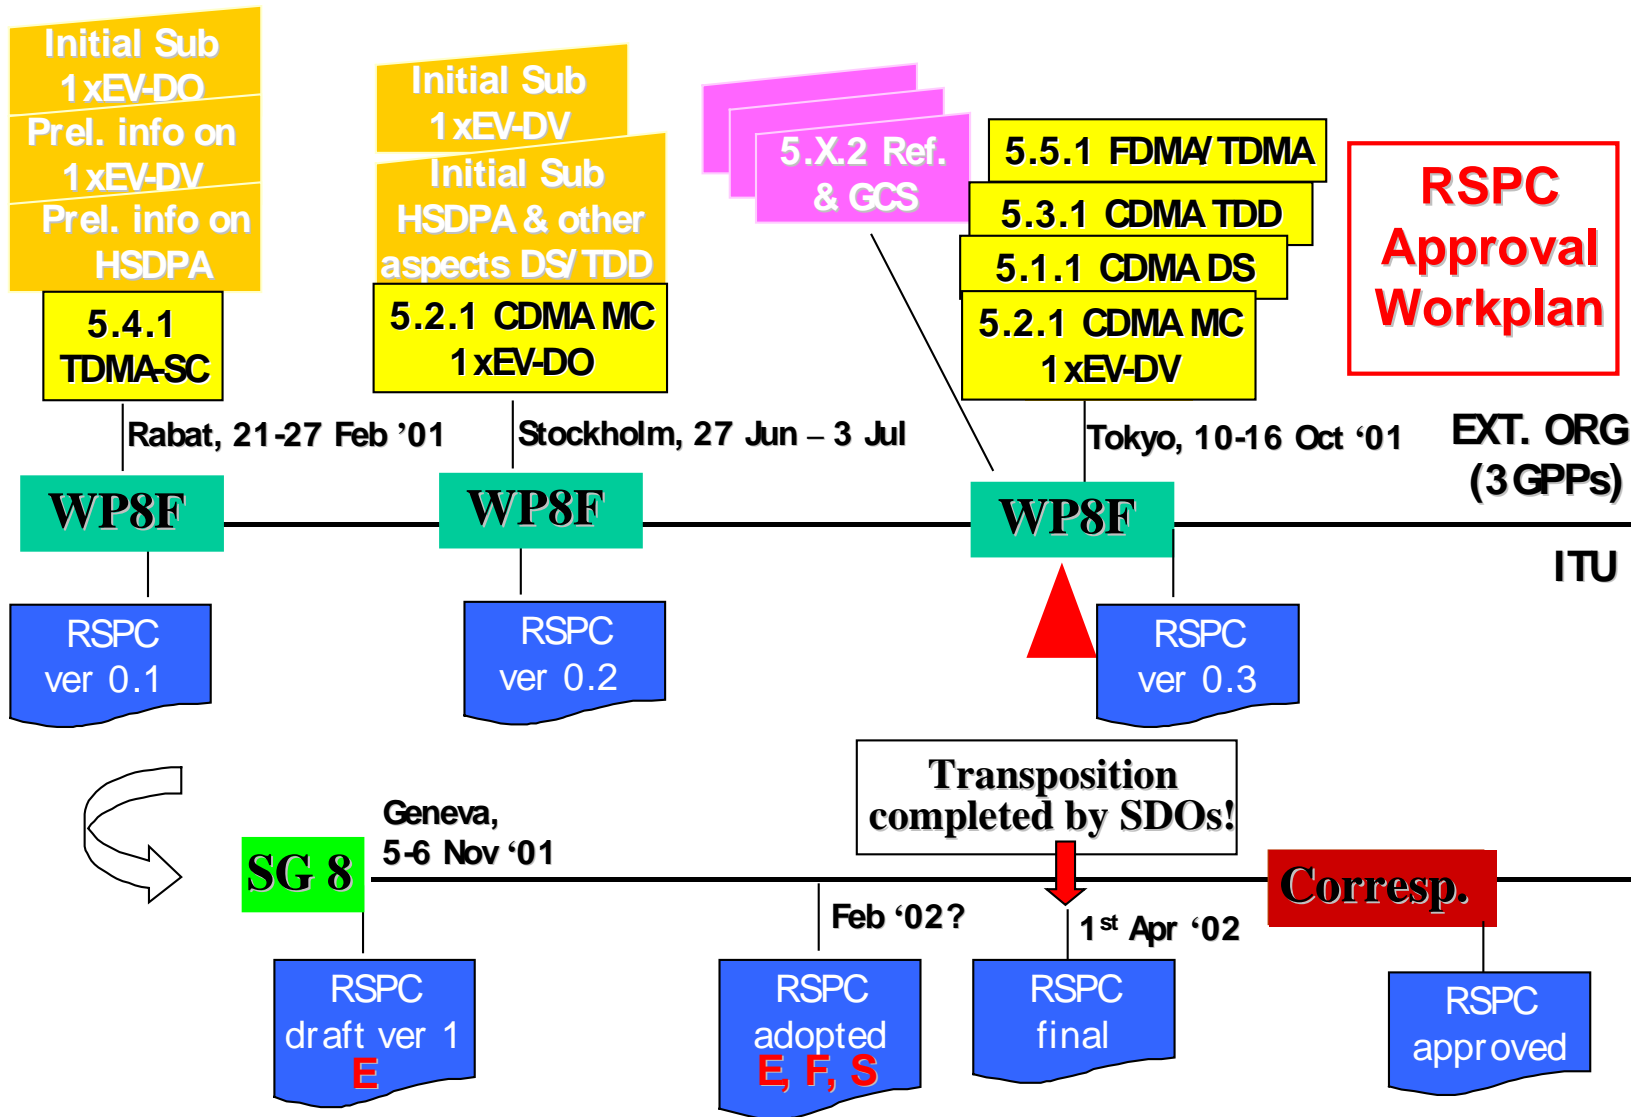 Initial Sub
1xEV-DO
Prel. info on
1xEV-DV
Prel. info on
HSDPA
5.4.1
TDMA-SC
Initial Sub
1xEV-DV
Initial Sub
HSDPA & other
aspects DS/TDD
5.2.1 CDMA MC
1xEV-DO
5.X.2 Ref.
& GCS
5.5.1 FDMA/TDMA
5.3.1 CDMA TDD
5.1.1 CDMA DS
5.2.1 CDMA MC
1xEV-DV
RSPC
Approval
Workplan
Rabat, 21-27 Feb ’01
Stockholm, 27 Jun – 3 Jul
Tokyo, 10-16 Oct ‘01
EXT. ORG
(3GPPs)
WP8F
WP8F
WP8F
ITU
RSPC
ver 0.1
RSPC
ver 0.2
RSPC
ver 0.3
Transposition
completed by SDOs!
Geneva,
5-6 Nov ‘01
SG 8
Corresp.
Feb ‘02?
1st Apr ‘02
RSPC
draft ver 1
E
RSPC
adopted
E, F, S
RSPC
final
RSPC
approved